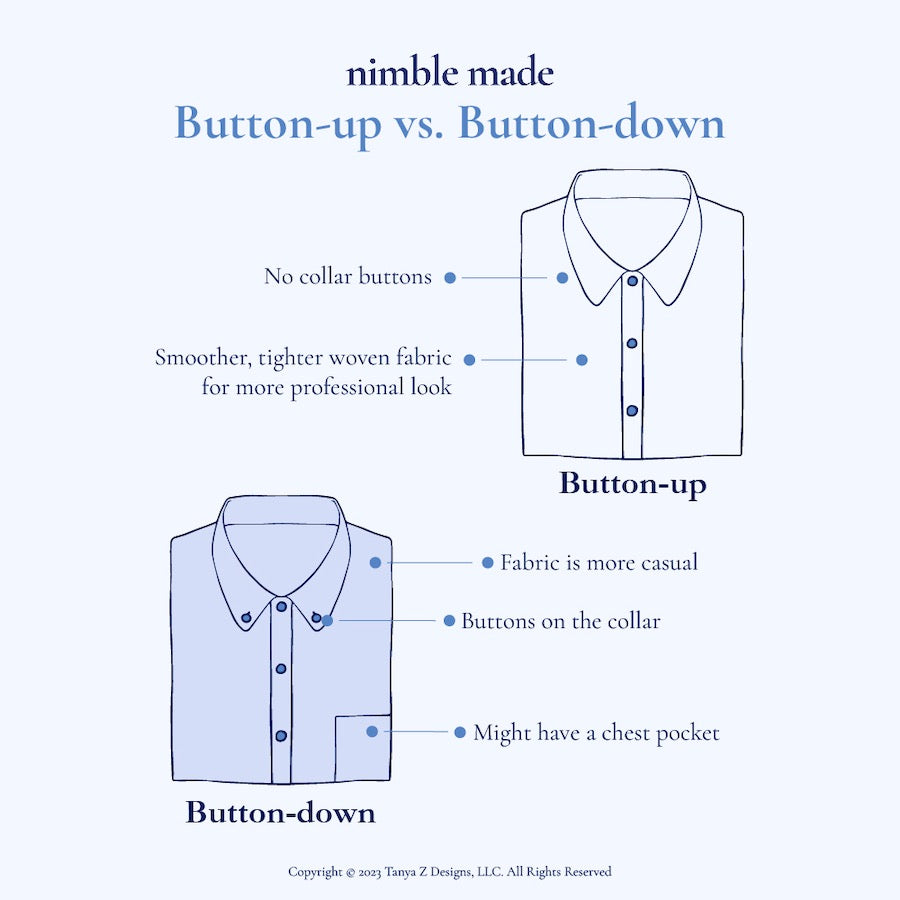 nimble made
Button-up vs. Button-down
No collar buttons
Smoother, tighter woven fabric
for more professional look
Button-up
Fabric is more casual
Buttons on the collar
Might have a chest pocket
Button-down
Copyright © 2023 Tanya Z Designs, LLC. All Rights Reserved